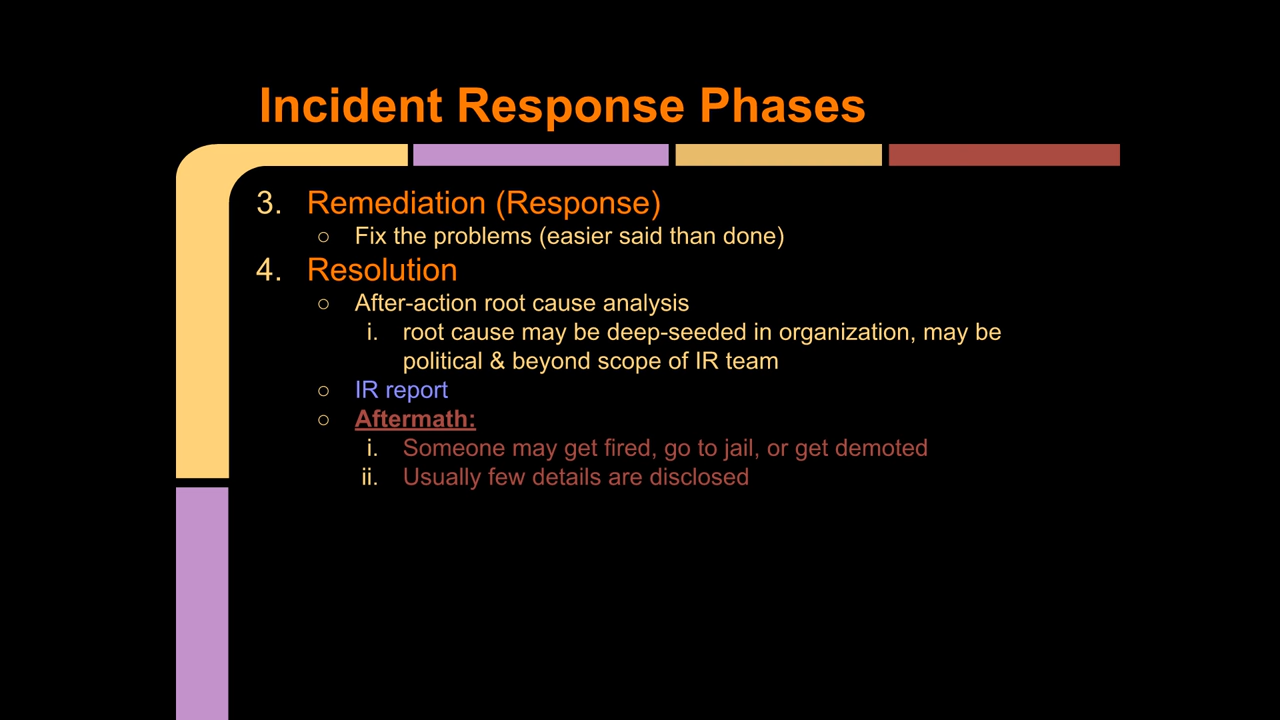 Incident Response Phases
3. Remediation (Response)
○ Fix the problems (easier said than done)
4. Resolution
○ After-action root cause analysis
i. root cause may be deep-seeded in organization, may be
political & beyond scope of IR team
○ IR report
○ Aftermath:
i. Someone may get fired, go to jail, or get demoted
ii. Usually few details are disclosed